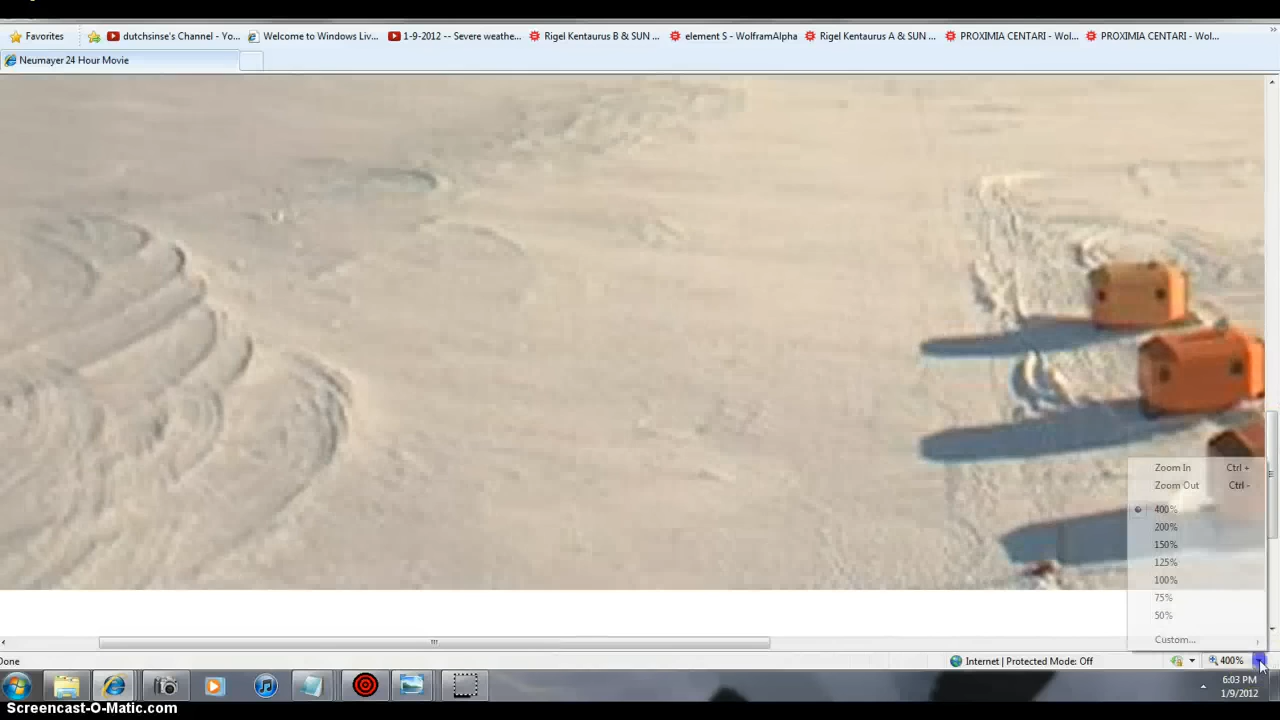 Favorites dutchsinse's Channel - Yo... Welcome to Windows Liv... 1-9-2012 -- Severe weathe... Rigel Kentaurus B & SUN ... element S - WolframAlpha Rigel Kentaurus A & SUN ... PROXIMIA CENTARI - Wol... PROXIMIA CENTARI - Wol...
Neumayer 24 Hour Movie
Zoom In Ctrl +
Zoom Out Ctrl -
400%
200%
150%
125%
100%
75%
50%
Custom...
Done Internet | Protected Mode: Off 400%
6:03 PM
1/9/2012
Screencast-O-Matic.com